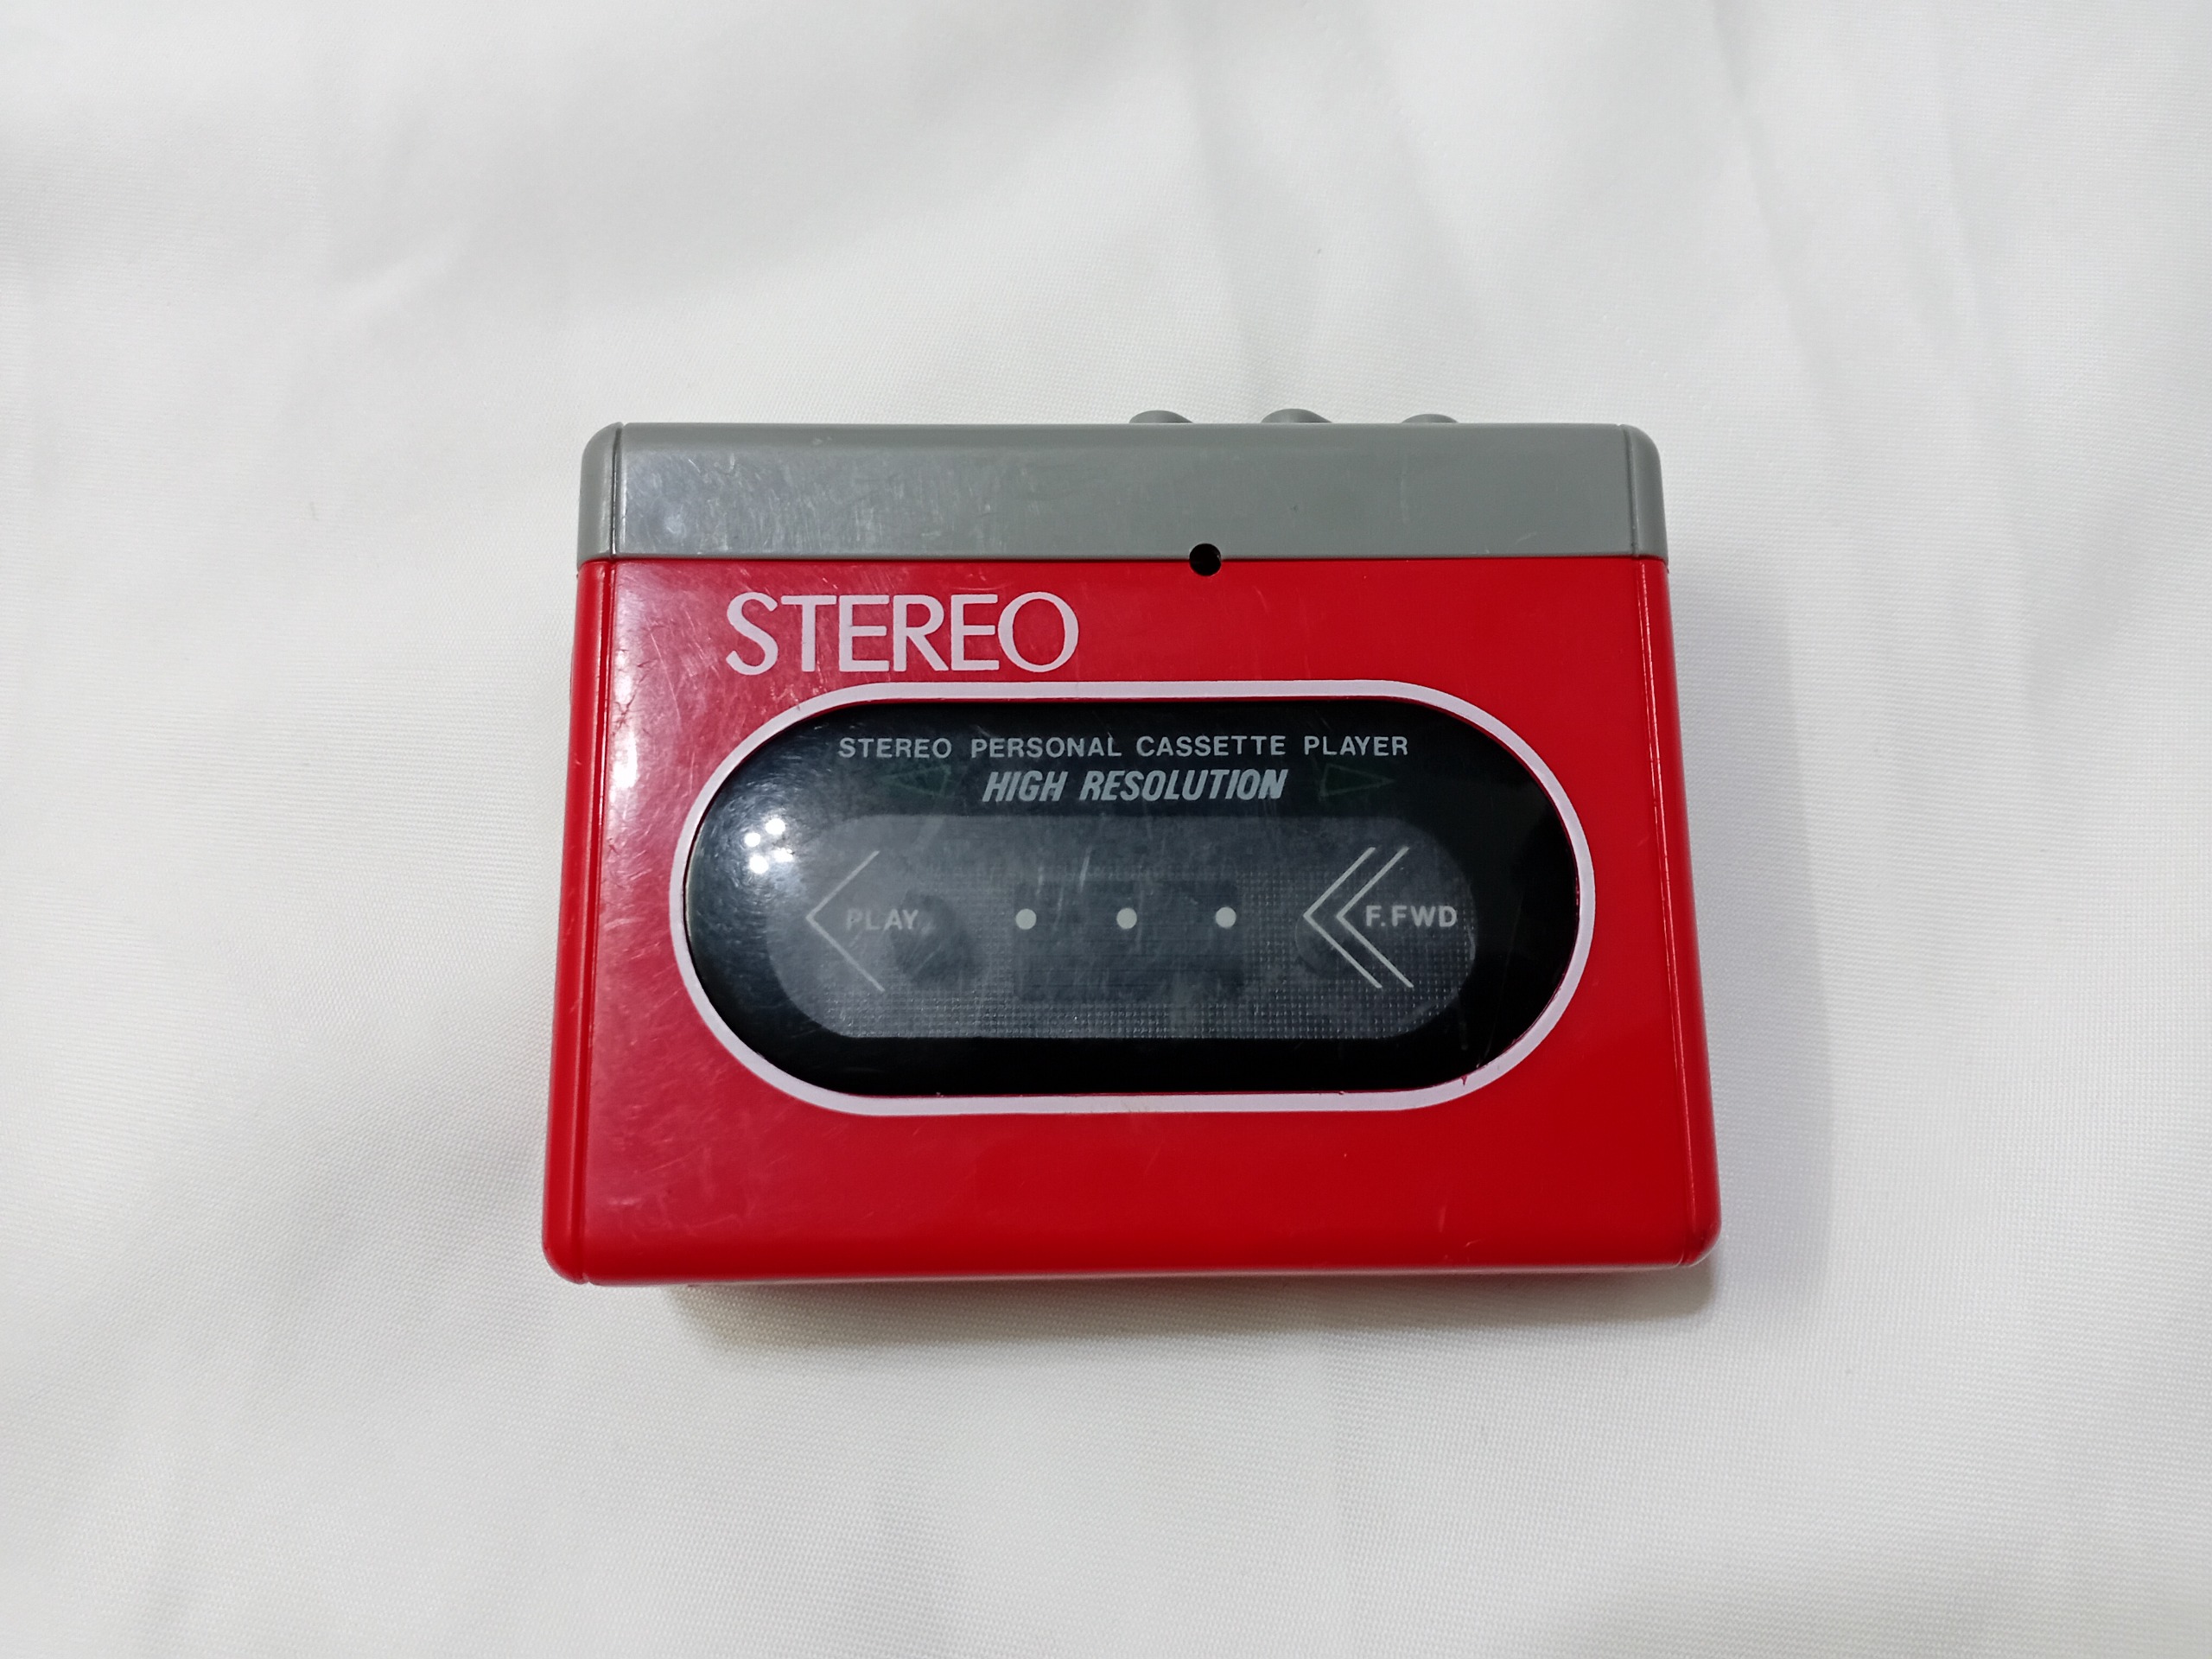 STEREO
STEREO PERSONAL CASSETTE PLAYER
HIGH RESOLUTION
PLAY
F.FWD